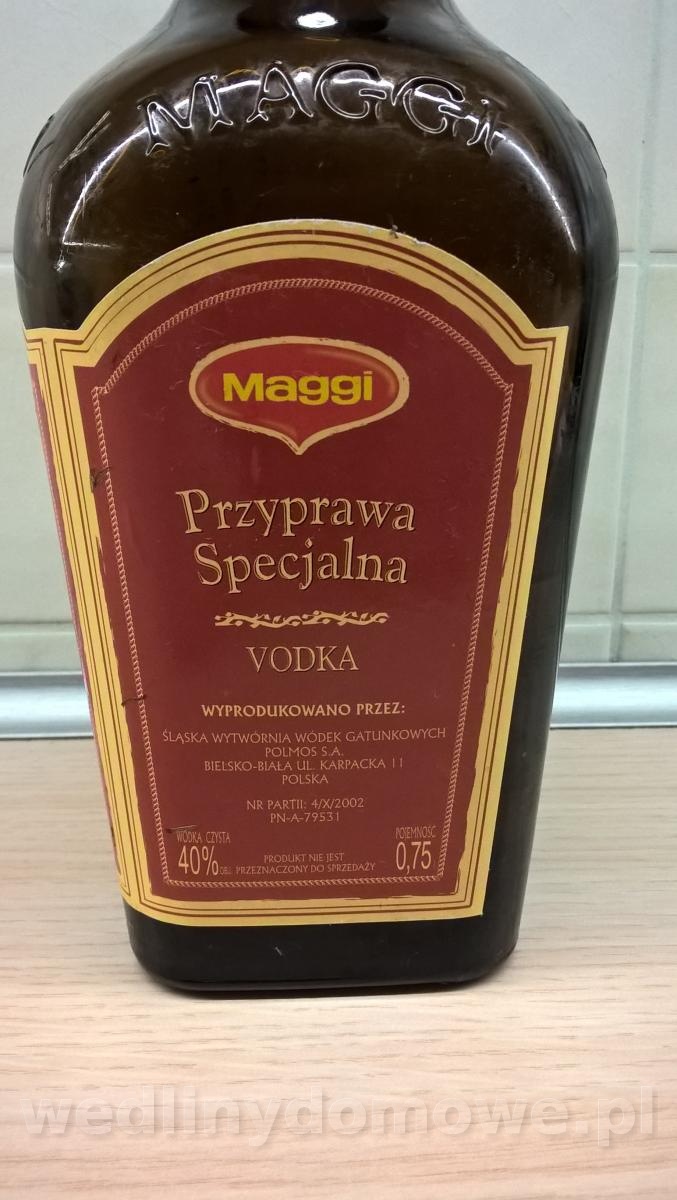 MAGGI
Maggi
Przyprawa
Specjalna
VODKA
WYPRODUKOWANO PRZEZ:
ŚLĄSKA WYTWÓRNIA WÓDEK GATUNKOWYCH
POLMOS S.A.
BIELSKO-BIAŁA UL. KARPACKA 11
POLSKA
NR PARTII: 4/X/2002
PN-A-79531
WÓDKA CZYSTA
40% OBJ.
PRODUKT NIE JEST
PRZEZNACZONY DO SPRZEDAŻY
POJEMNOŚĆ
0,75
wedlinydomowe.pl